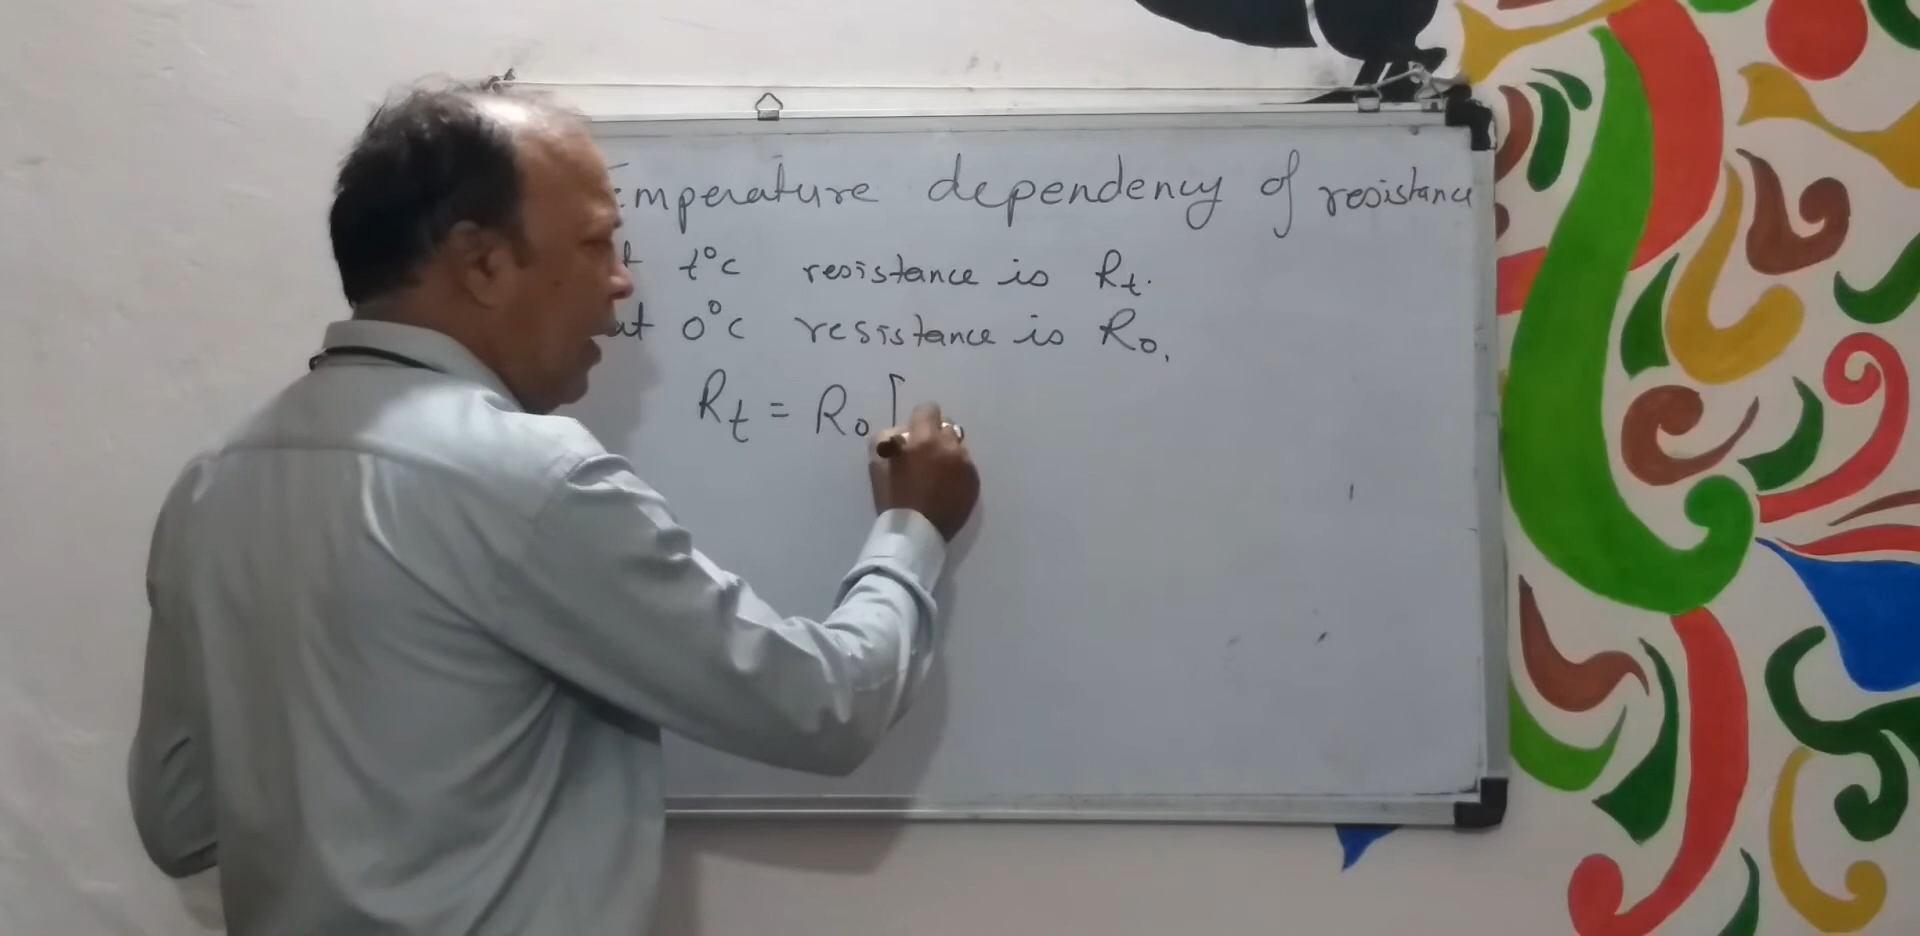 emperature dependency of resistance
t t°c resistance is Rt.
at 0°c resistance is Ro,
Rt = Ro [